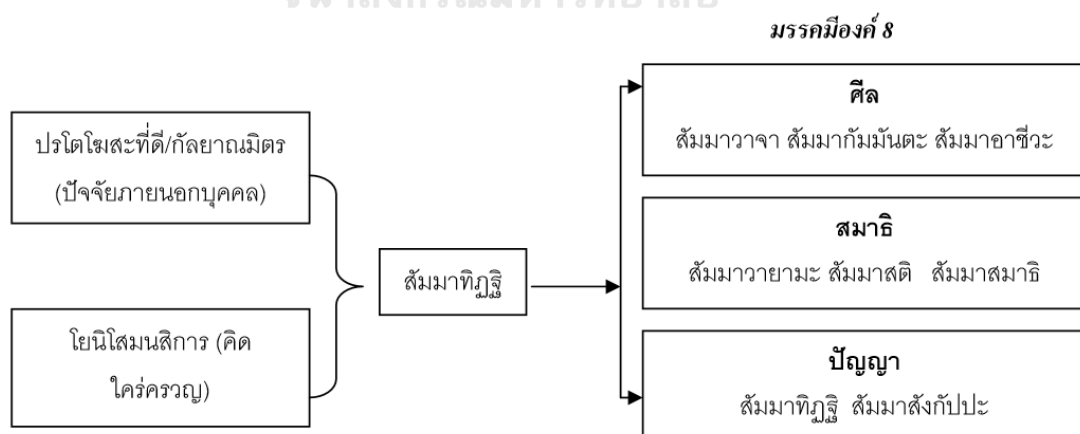 มรรคมีองค์ 8
ศีล
สัมมาวาจา สัมมากัมมันตะ สัมมาอาชีวะ
ปรโตโฆสะที่ดี/กัลยาณมิตร
(ปัจจัยภายนอกบุคคล)
สมาธิ
สัมมาวายามะ สัมมาสติ สัมมาสมาธิ
สัมมาทิฏฐิ
โยนิโสมนสิการ (คิด
ใคร่ครวญ)
ปัญญา
สัมมาทิฏฐิ สัมมาสังกัปปะ